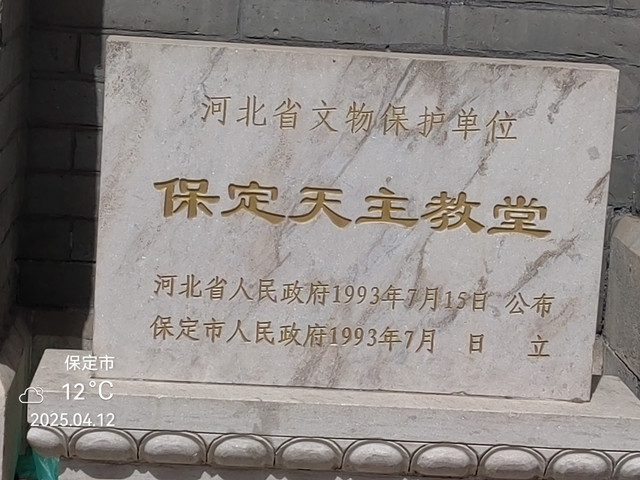 河北省文物保护单位
保定天主教堂
河北省人民政府1993年7月15日 公布
保定市人民政府1993年7月 日 立
保定市
12°C
2025.04.12